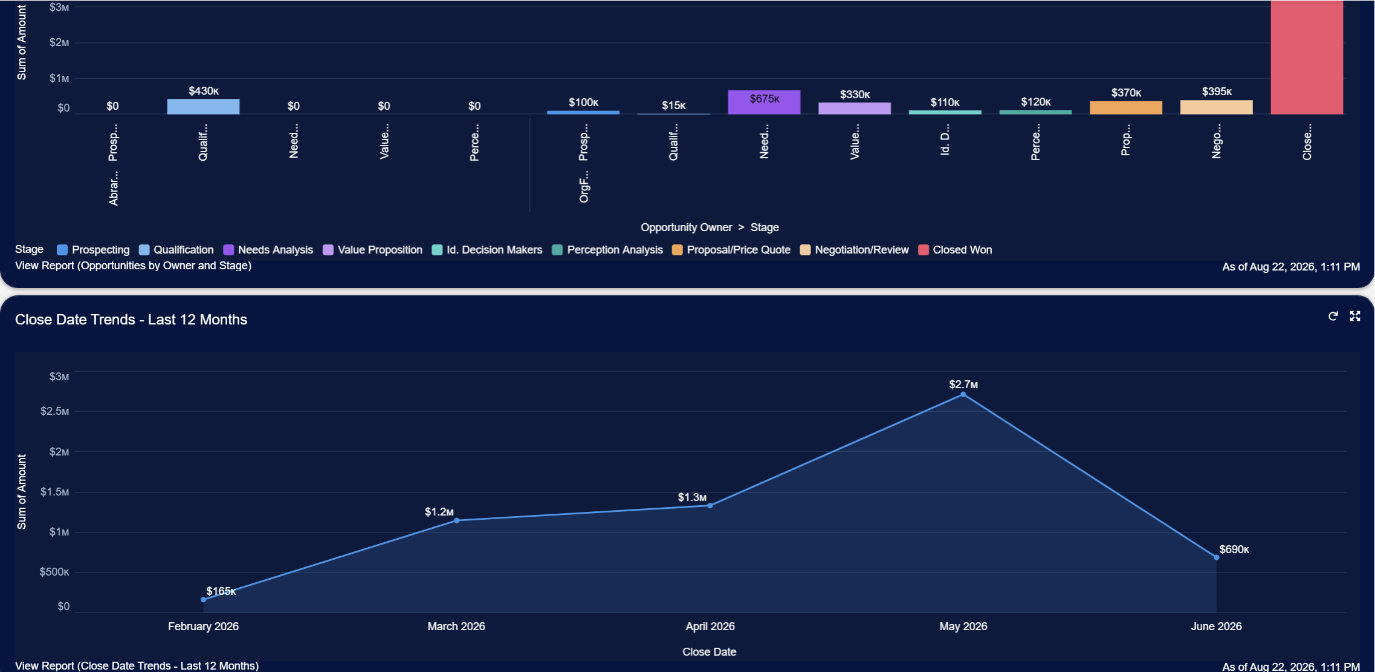 Sum of Amount
$3M
$2M
$1M
$0
$0
$430K
$0
$0
$0
$100K
$15K
$675K
$330K
$110K
$120K
$370K
$395K
Prosp...
Qualif...
Need...
Value...
Perce...
Prosp...
Qualif...
Need...
Value...
Id. D...
Perce...
Prop...
Nego...
Close...
Abrar...
OrgF...
Opportunity Owner > Stage
Stage Prospecting Qualification Needs Analysis Value Proposition Id. Decision Makers Perception Analysis Proposal/Price Quote Negotiation/Review Closed Won
View Report (Opportunities by Owner and Stage)
As of Aug 22, 2026, 1:11 PM
Close Date Trends - Last 12 Months
Sum of Amount
$3M
$2.5M
$2M
$1.5M
$1M
$500K
$0
$165K
$1.2M
$1.3M
$2.7M
$690K
February 2026
March 2026
April 2026
May 2026
June 2026
Close Date
View Report (Close Date Trends - Last 12 Months)
As of Aug 22, 2026, 1:11 PM